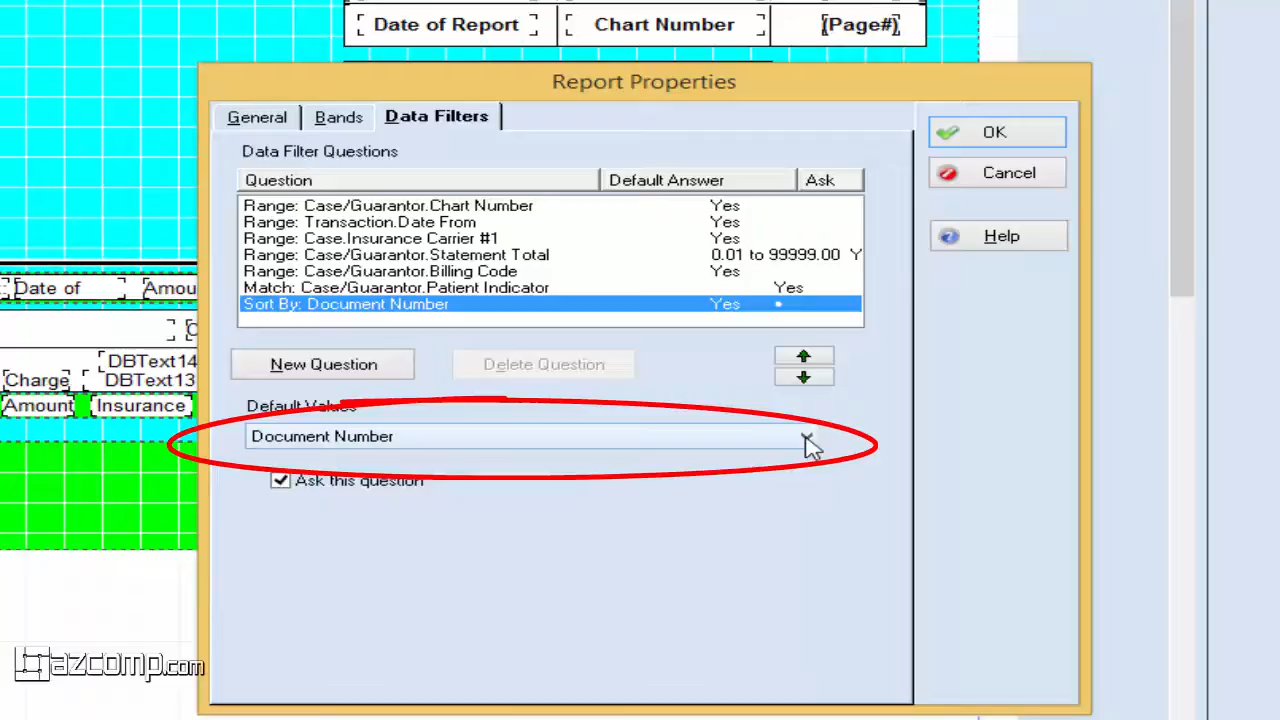 Date of Report Chart Number (Page#)
Report Properties
General Bands Data Filters
OK
Cancel
Help
Data Filter Questions
Question Default Answer Ask
Range: Case/Guarantor.Chart Number Yes
Range: Transaction.Date From Yes
Range: Case.Insurance Carrier #1 Yes
Range: Case/Guarantor.Statement Total 0.01 to 99999.00 Y
Range: Case/Guarantor.Billing Code Yes
Match: Case/Guarantor.Patient Indicator Yes
Sort By: Document Number Yes
New Question Delete Question
Default Values
Document Number
Ask this question
Date of Amou
DBText14
Charge DBText13
Amount Insurance
azcomp.com